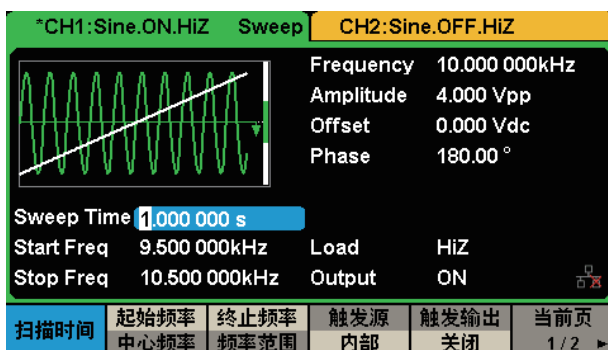 *CH1:Sine.ON.HiZ Sweep CH2:Sine.OFF.HiZ
Frequency 10.000 000kHz
Amplitude 4.000 Vpp
Offset 0.000 Vdc
Phase 180.00 °
Sweep Time 1.000 000 s
Start Freq 9.500 000kHz Load HiZ
Stop Freq 10.500 000kHz Output ON
扫描时间 起始频率 终止频率 触发源 触发输出 当前页
中心频率 频率范围 内部 关闭 1/2